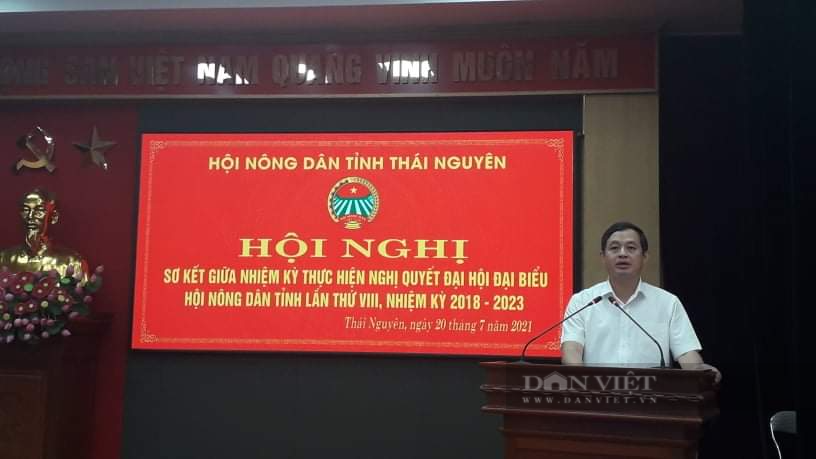 CỘNG SẢN VIỆT NAM QUANG VINH MUÔN NĂM
HỘI NÔNG DÂN TỈNH THÁI NGUYÊN
HỘI NGHỊ
SƠ KẾT GIỮA NHIỆM KỲ THỰC HIỆN NGHỊ QUYẾT ĐẠI HỘI ĐẠI BIỂU
HỘI NÔNG DÂN TỈNH LẦN THỨ VIII, NHIỆM KỲ 2018 - 2023
Thái Nguyên, ngày 20 tháng 7 năm 2021
DÂN VIỆT
WWW.DANVIET.VN